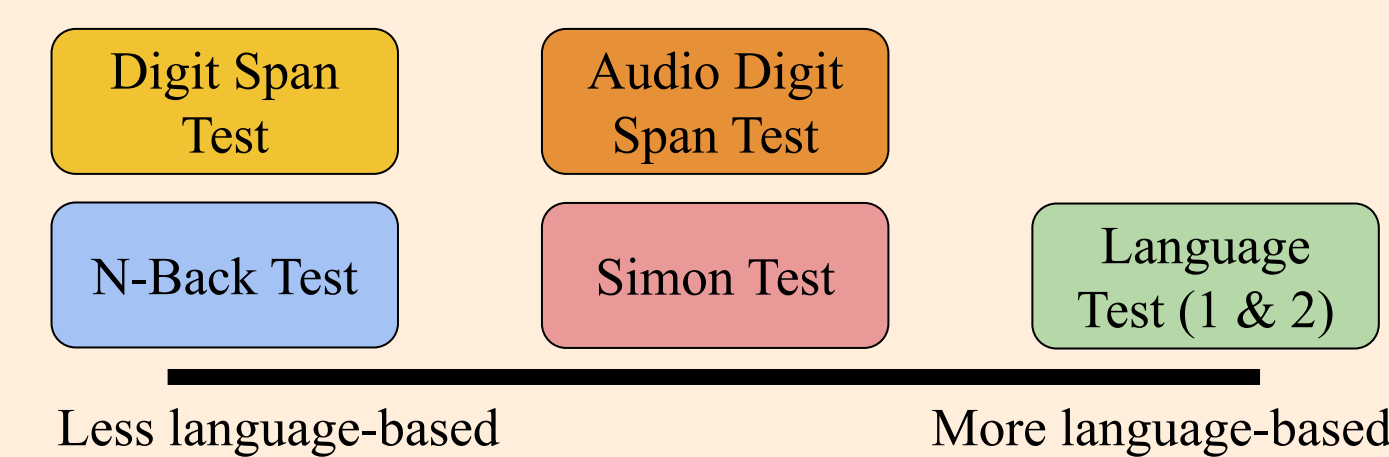 Digit Span
Test
Audio Digit
Span Test
N-Back Test
Simon Test
Language
Test (1 & 2)
Less language-based
More language-based